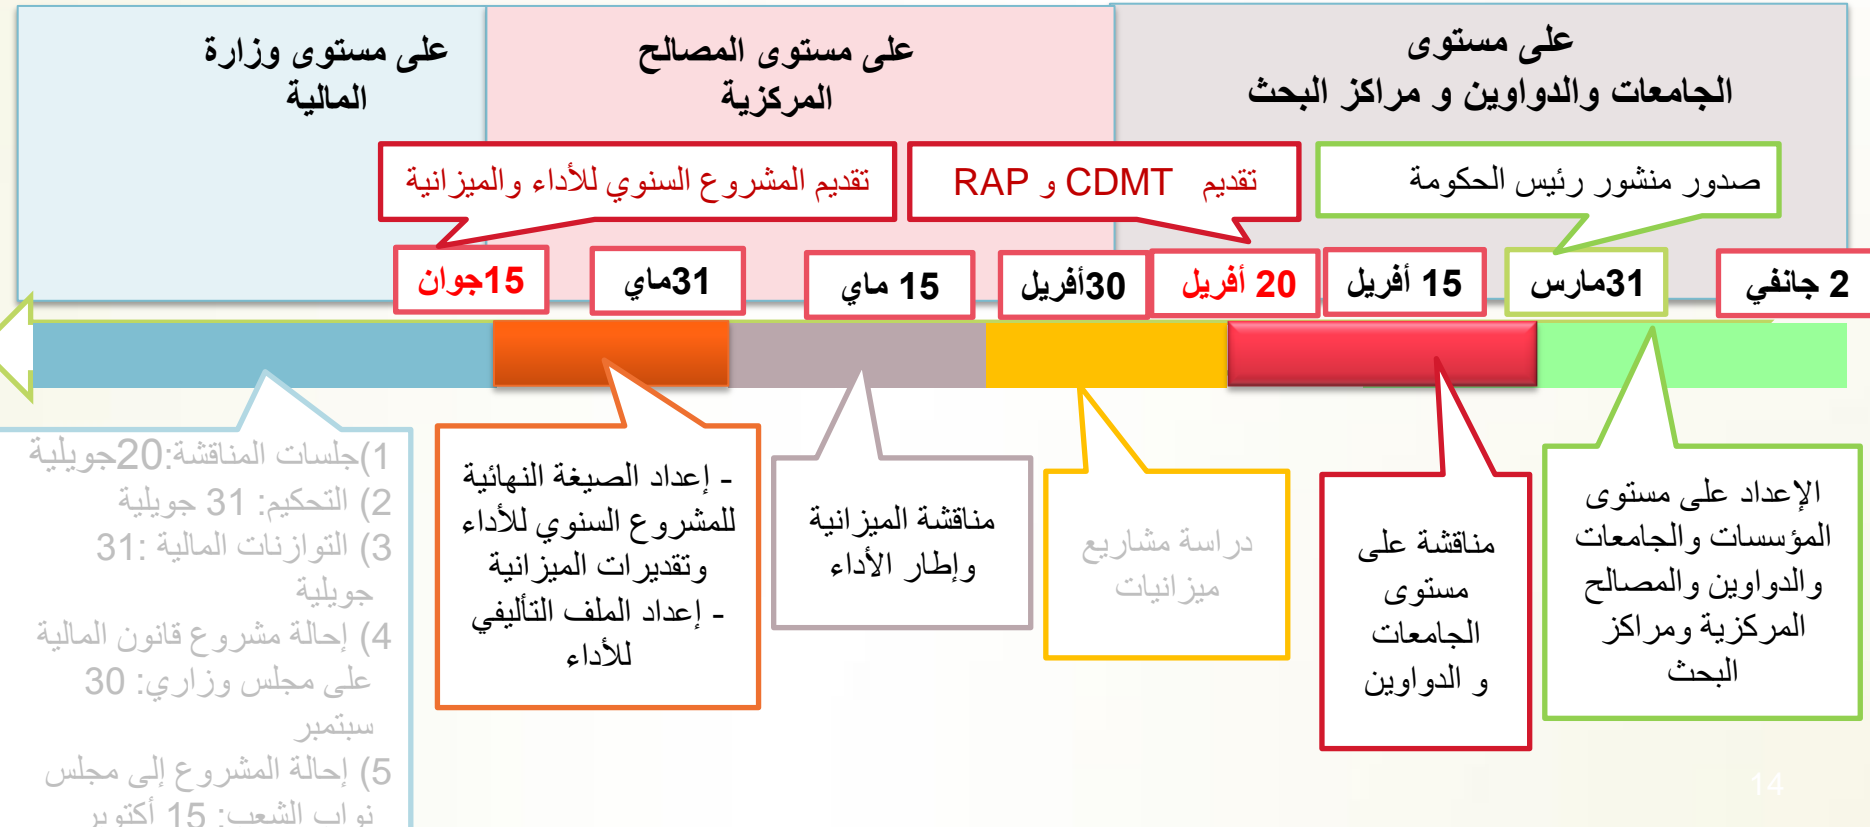 على مستوى
الجامعات والدواوين و مراكز البحث
على مستوى المصالح
المركزية
على مستوى وزارة
المالية
صدور منشور رئيس الحكومة
تقديم CDMT و RAP
تقديم المشروع السنوي للأداء والميزانية
2 جانفي
31مارس
15 أفريل
20 أفريل
30أفريل
15 ماي
31ماي
15جوان
الإعداد على مستوى
المؤسسات والجامعات
والدواوين والمصالح
المركزية ومراكز
البحث
مناقشة على
مستوى
الجامعات
و الدواوين
دراسة مشاريع
ميزانيات
مناقشة الميزانية
وإطار الأداء
- إعداد الصيغة النهائية
للمشروع السنوي للأداء
وتقديرات الميزانية
- إعداد الملف التأليفي
للأداء
1)جلسات المناقشة:20جويلية
2) التحكيم: 31 جويلية
3) التوازنات المالية :31
جويلية
4) إحالة مشروع قانون المالية
على مجلس وزاري: 30
سبتمبر
5) إحالة المشروع إلى مجلس
نواب الشعب: 15 أكتوبر
14